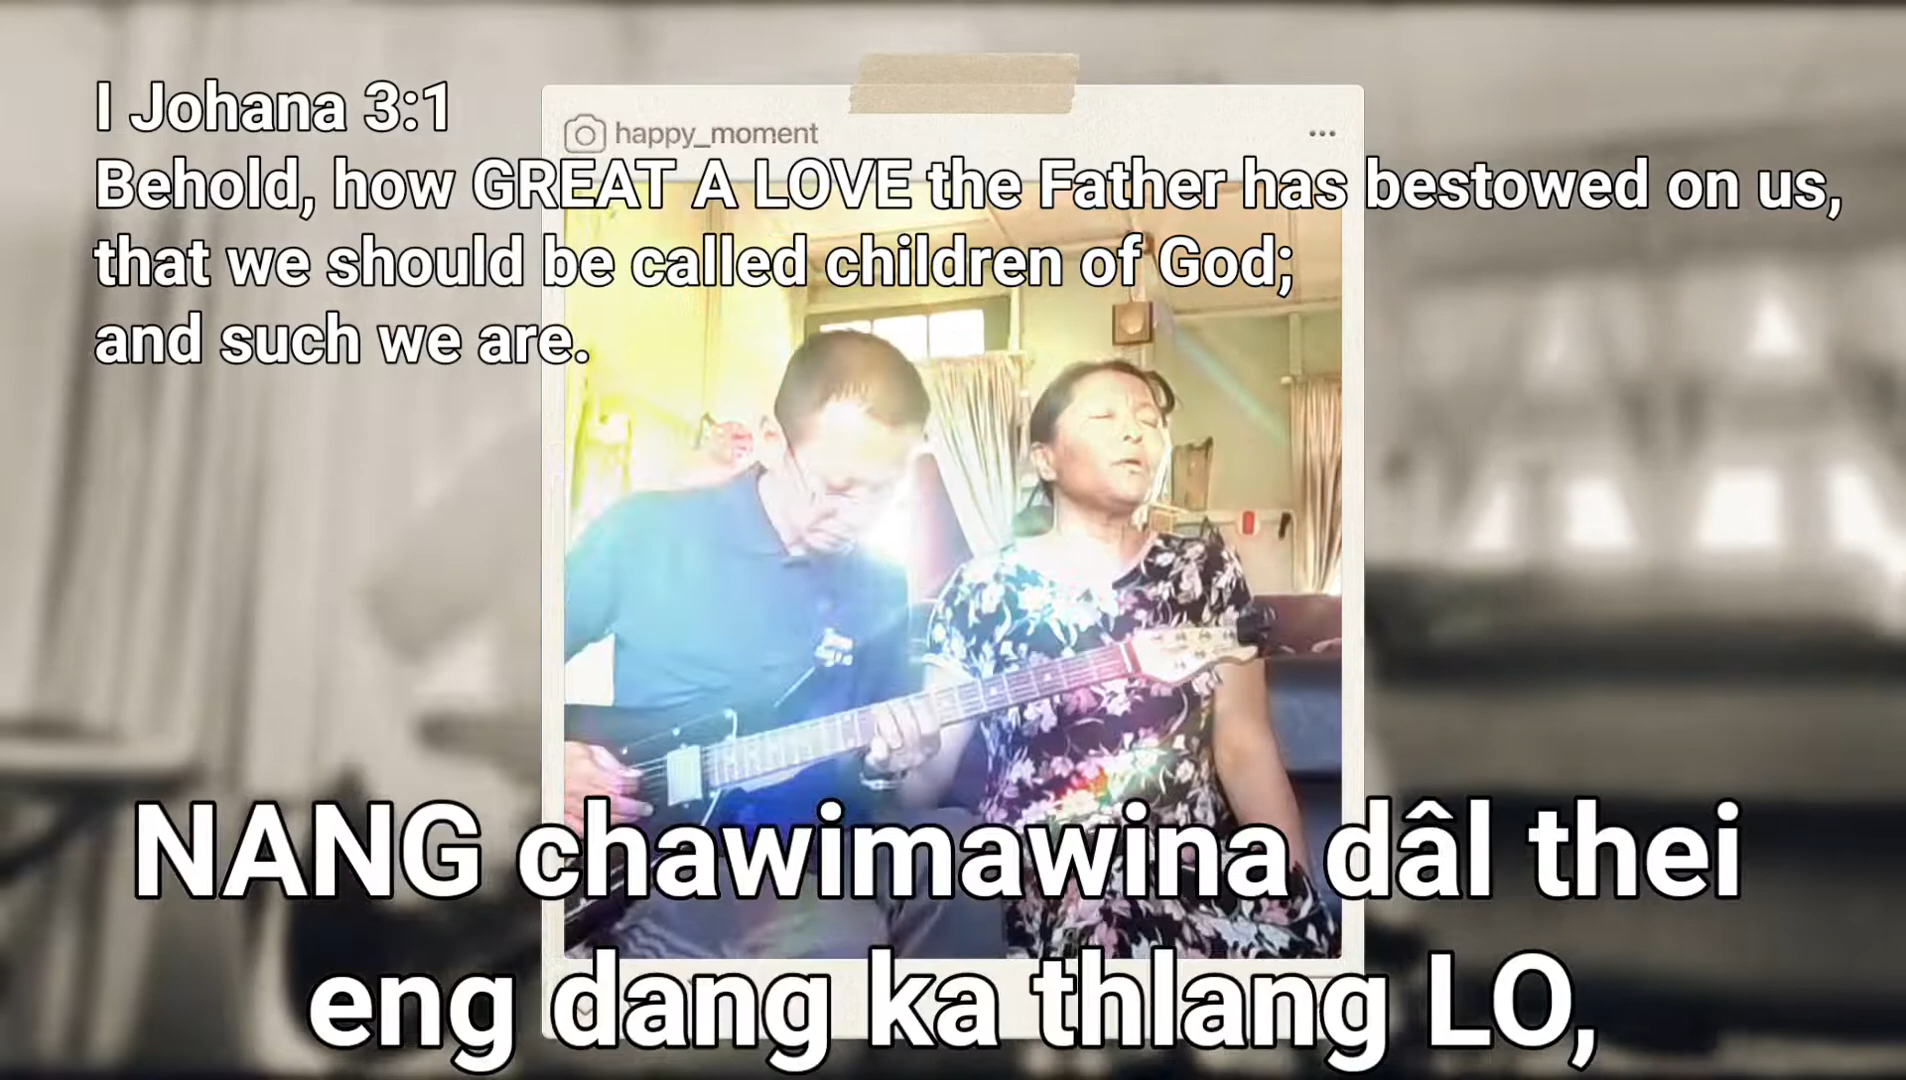 I Johana 3:1
happy_moment
Behold, how GREAT A LOVE the Father has bestowed on us,
that we should be called children of God;
and such we are.
NANG chawimawina dâl thei
eng dang ka thlang LO,